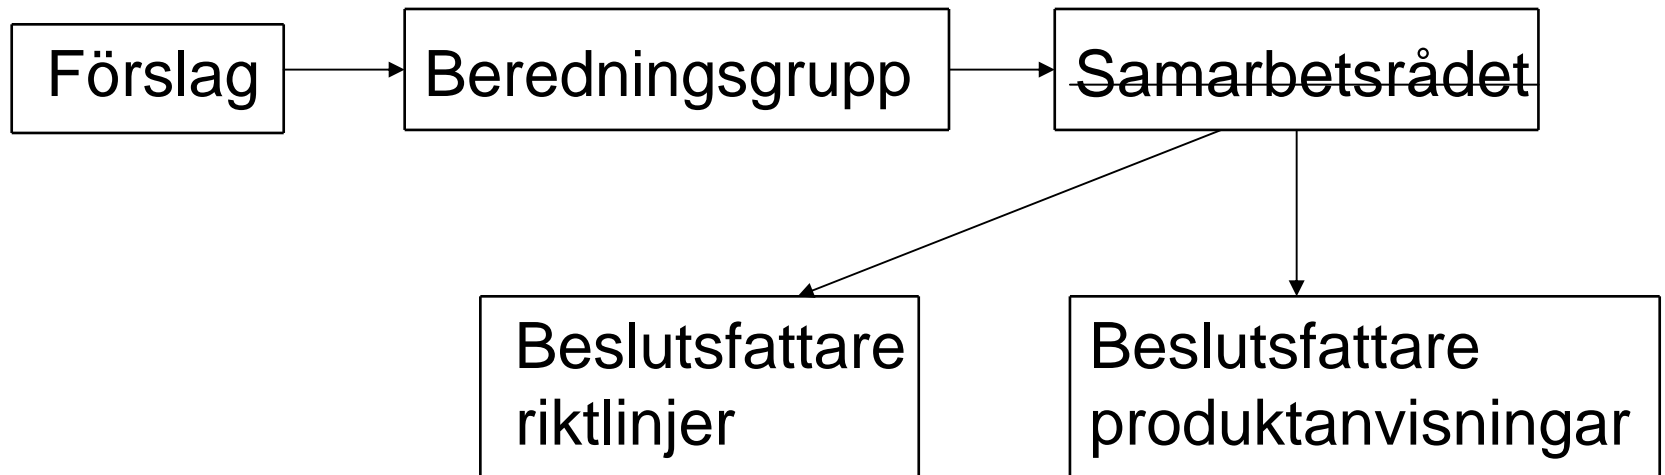 Förslag
Beredningsgrupp
Samarbetsrådet
Beslutsfattare
riktlinjer
Beslutsfattare
produktanvisningar